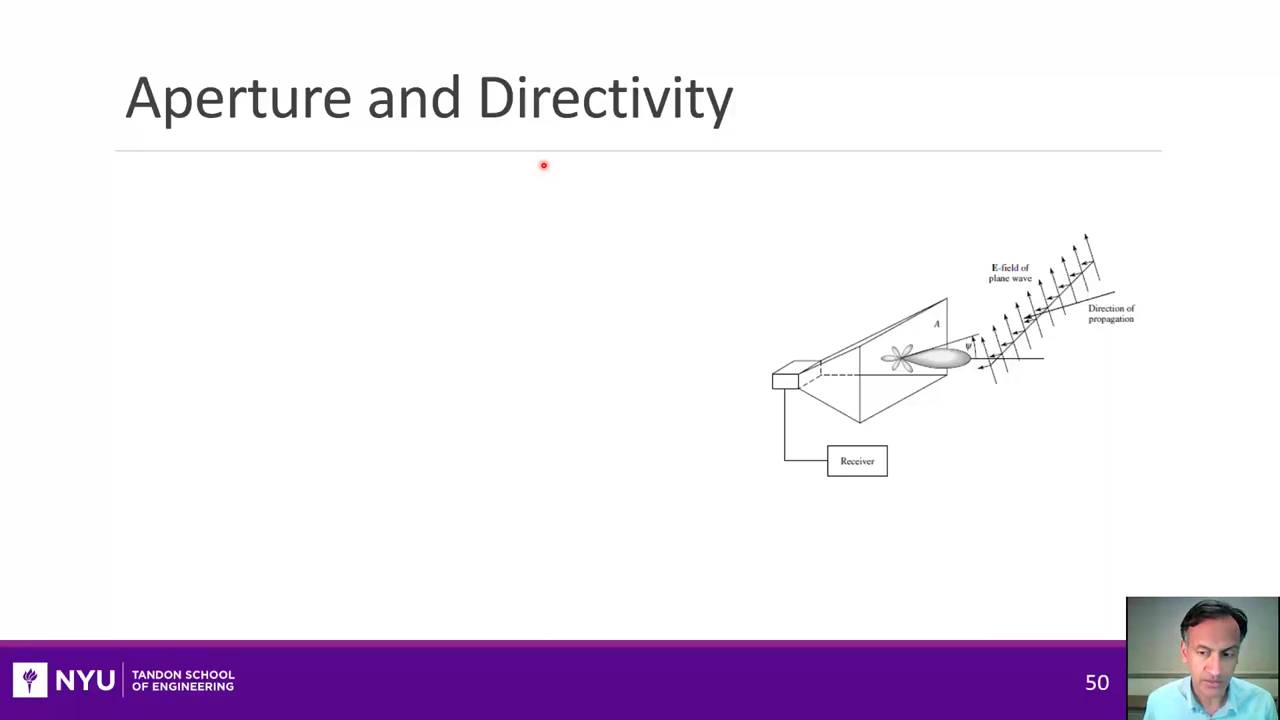 Aperture and Directivity
E-field of
plane wave
A
Direction of
propagation
ψ
Receiver
NYU
TANDON SCHOOL
OF ENGINEERING
50